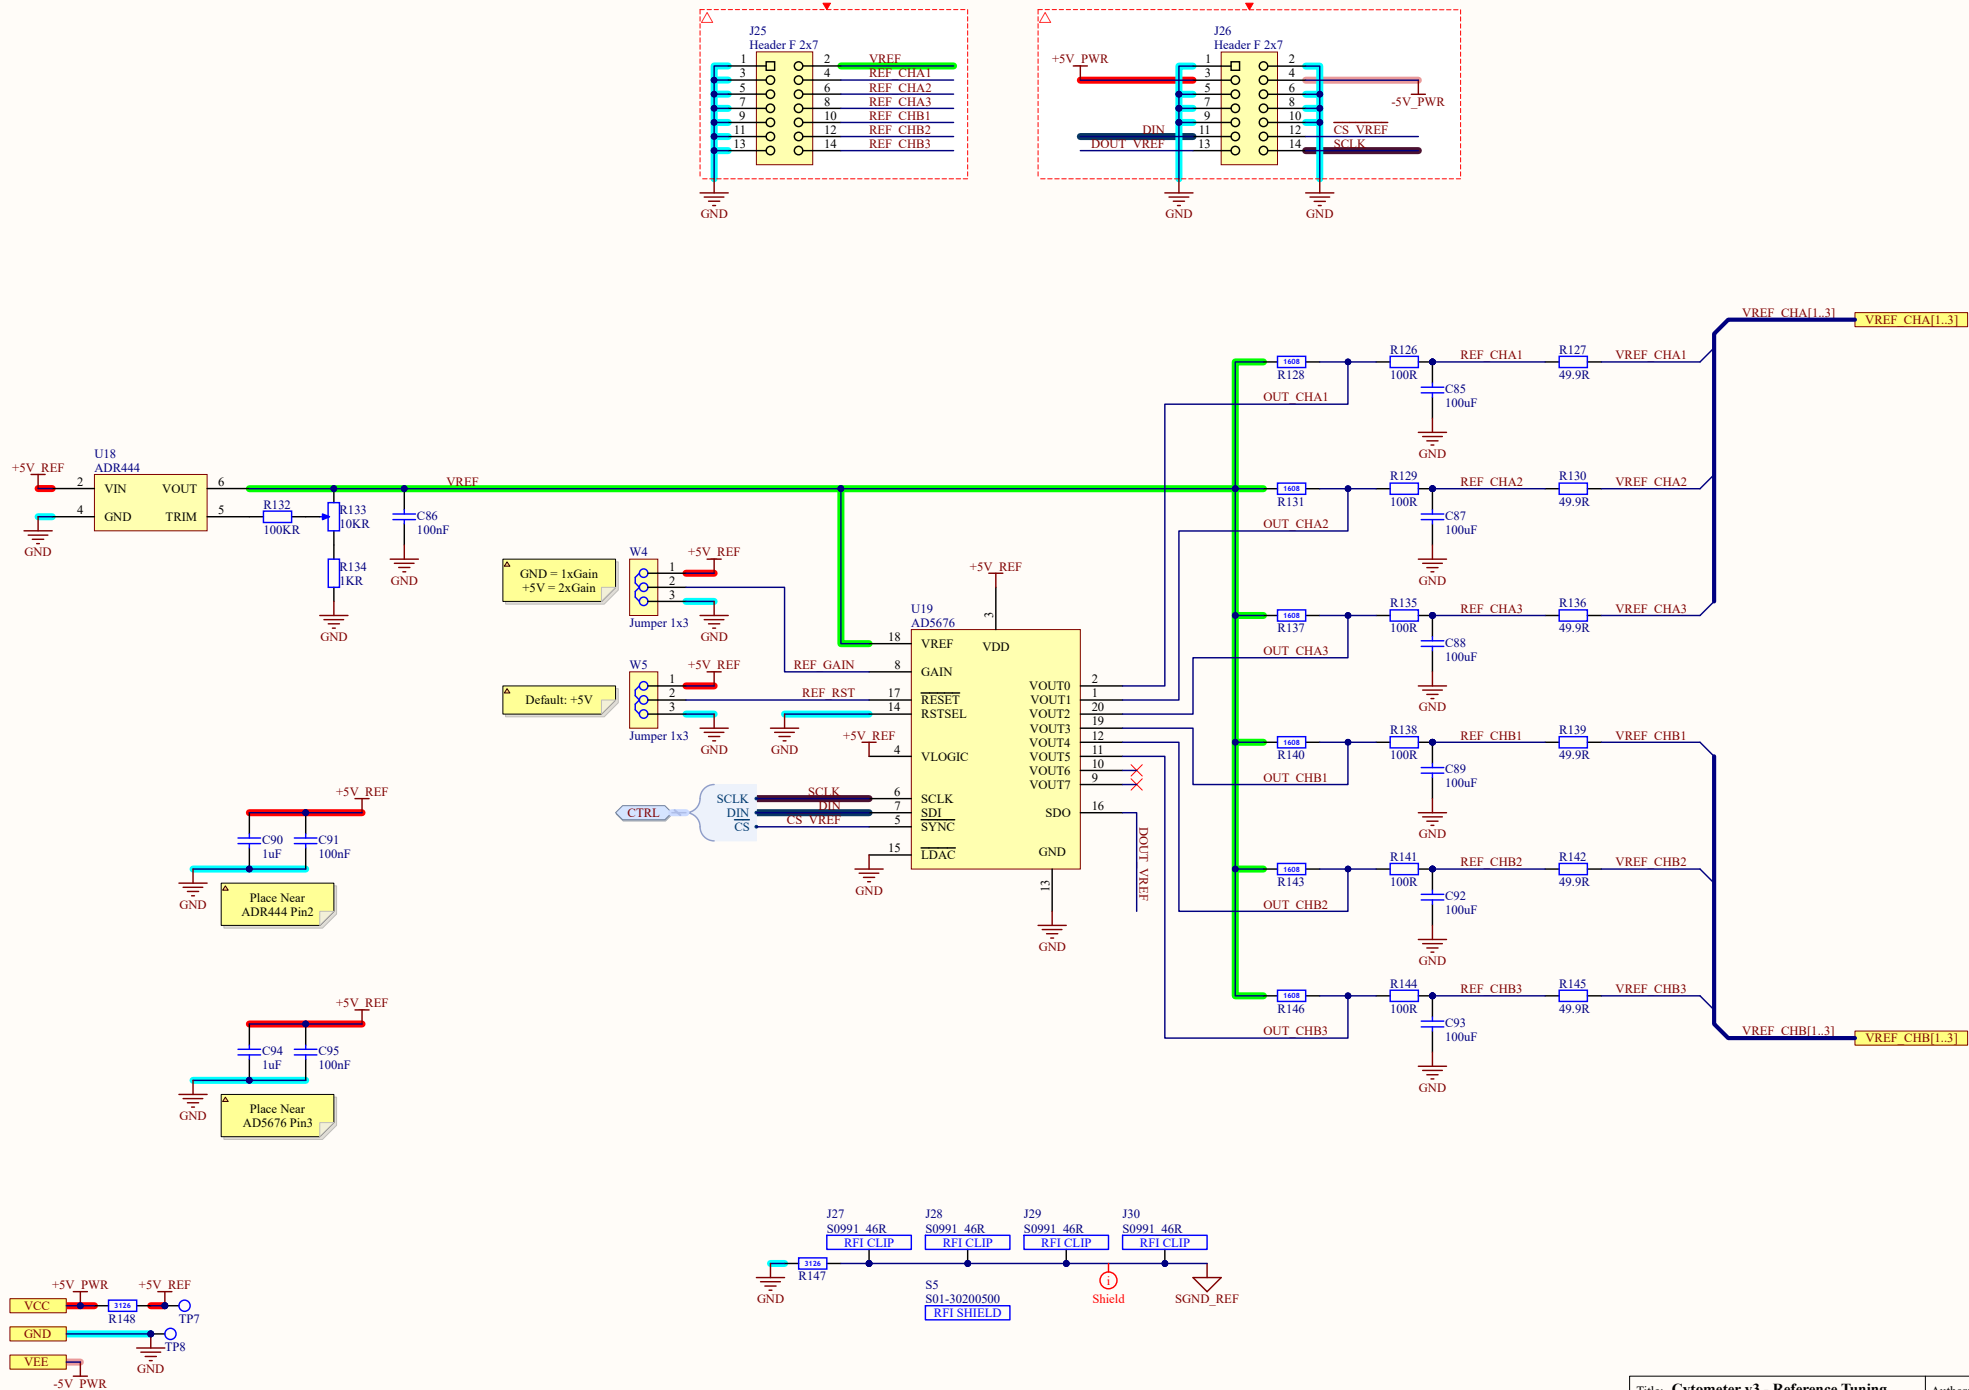 J25
Header F 2x7
1 2 VREF
3 4 REF_CHA1
5 6 REF_CHA2
7 8 REF_CHA3
9 10 REF_CHB1
11 12 REF_CHB2
13 14 REF_CHB3
GND
J26
Header F 2x7
+5V_PWR
1 2
3 4
5 6
-5V_PWR
7 8
9 10
DIN 11 12 CS_VREF
DOUT_VREF 13 14 SCLK
GND GND
VREF_CHA[1..3] VREF_CHA[1..3]
R128 1608
R126 100R
REF_CHA1
R127 49.9R
VREF_CHA1
OUT_CHA1
C85 100uF
GND
U18
ADR444
+5V_REF
2 VIN VOUT 6
4 GND TRIM 5
GND
VREF
R132 100KR
R133 10KR
R134 1KR
GND
C86 100nF
GND
R131 1608
R129 100R
REF_CHA2
R130 49.9R
VREF_CHA2
OUT_CHA2
C87 100uF
GND
GND = 1xGain
+5V = 2xGain
W4
1 +5V_REF
2
3
GND
Jumper 1x3
Default: +5V
W5
1 +5V_REF
2
3
GND
Jumper 1x3
REF_GAIN
REF_RST
GND
+5V_REF
+5V_REF
U19
AD5676
3
VDD
18 VREF
8 GAIN
17 RESET
14 RSTSEL
4 VLOGIC
6 SCLK
7 SDI
5 SYNC
15 LDAC
GND
VOUT0 2
VOUT1 1
VOUT2 20
VOUT3 19
VOUT4 12
VOUT5 11
VOUT6 10
VOUT7 9
SDO 16
DOUT_VREF
GND
13
GND
CTRL
SCLK SCLK
DIN DIN
CS CS_VREF
R137 1608
R135 100R
REF_CHA3
R136 49.9R
VREF_CHA3
OUT_CHA3
C88 100uF
GND
R140 1608
R138 100R
REF_CHB1
R139 49.9R
VREF_CHB1
OUT_CHB1
C89 100uF
GND
R143 1608
R141 100R
REF_CHB2
R142 49.9R
VREF_CHB2
OUT_CHB2
C92 100uF
GND
R146 1608
R144 100R
REF_CHB3
R145 49.9R
VREF_CHB3
OUT_CHB3
C93 100uF
GND
VREF_CHB[1..3] VREF_CHB[1..3]
+5V_REF
C90 1uF
C91 100nF
GND
Place Near
ADR444 Pin2
+5V_REF
C94 1uF
C95 100nF
GND
Place Near
AD5676 Pin3
J27 J28 J29 J30
S0991_46R S0991_46R S0991_46R S0991_46R
RFI CLIP RFI CLIP RFI CLIP RFI CLIP
3126
R147
GND
S5
S01-30200500
RFI SHIELD
i
Shield
SGND_REF
+5V_PWR +5V_REF
VCC 3126
R148 TP7
GND
TP8
GND
VEE
-5V_PWR
Title: Cytometer v3 - Reference Tuning